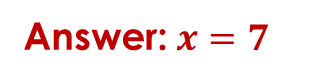 Answer: x = 7